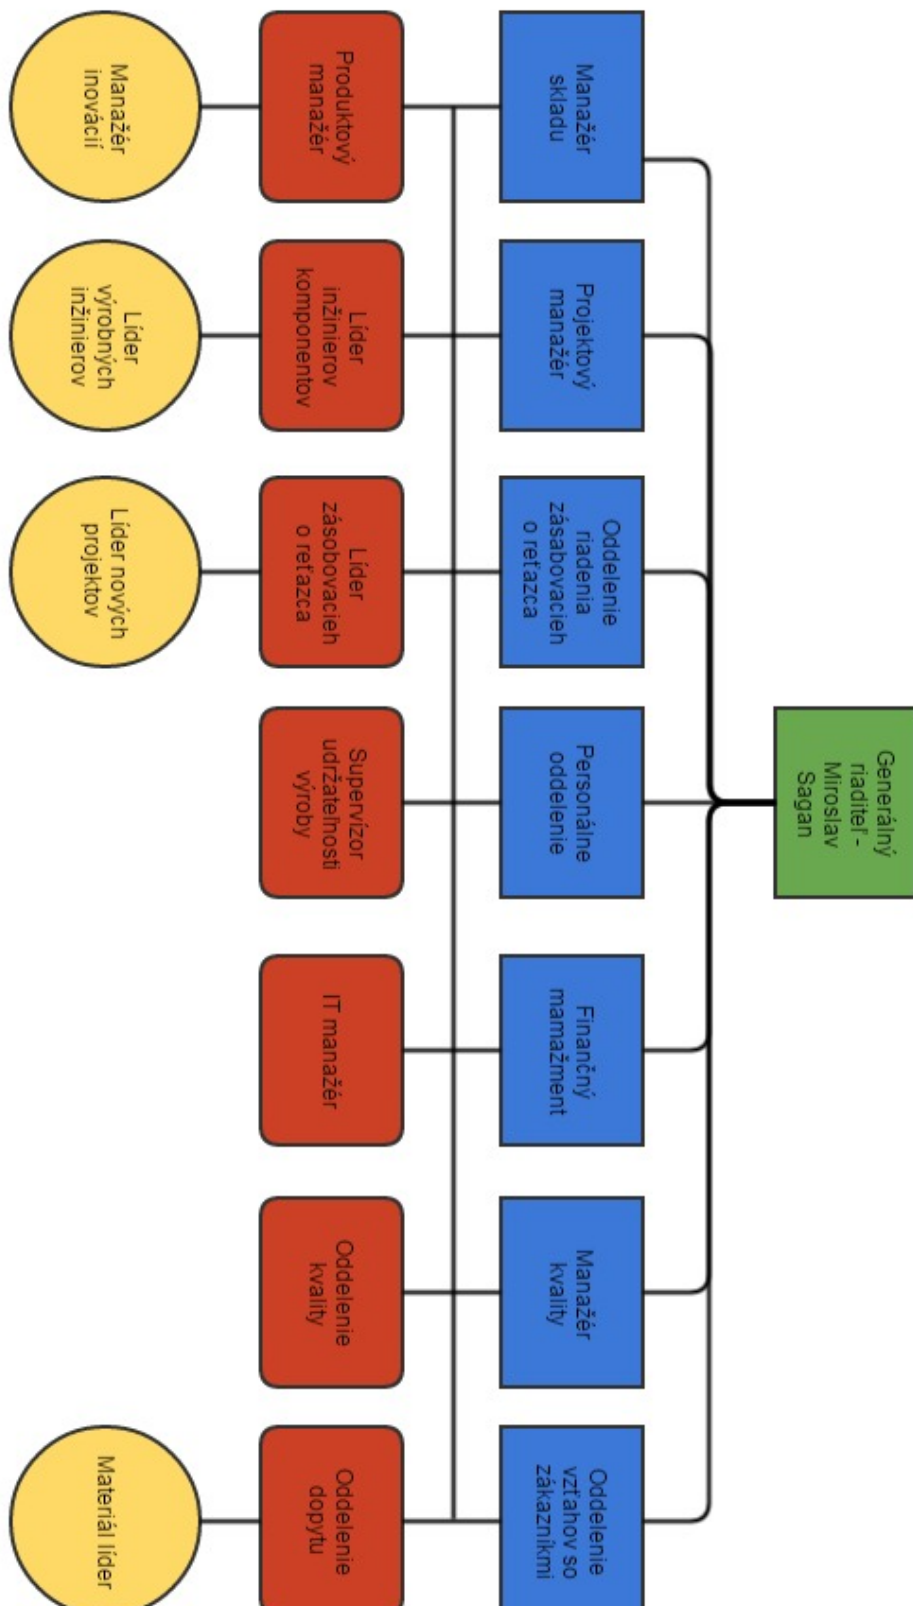 Generálny
riaditeľ -
Miroslav
Sagan
Manažér
skladu
Projektový
manažér
Oddelenie
riadenia
zásabovacieh
o reťazca
Personálne
oddelenie
Finančný
mamažment
Manažér
kvality
Oddelenie
vzťahov so
zákazníkmi
Produktový
manažér
Líder
inžinierov
komponentov
Líder
zásobovacieh
o reťazca
Supervízor
udržateľnosti
výroby
IT manažér
Oddelenie
kvality
Oddelenie
dopytu
Manažér
inovácií
Líder
výrobných
inžinierov
Líder nových
projektov
Materiál líder